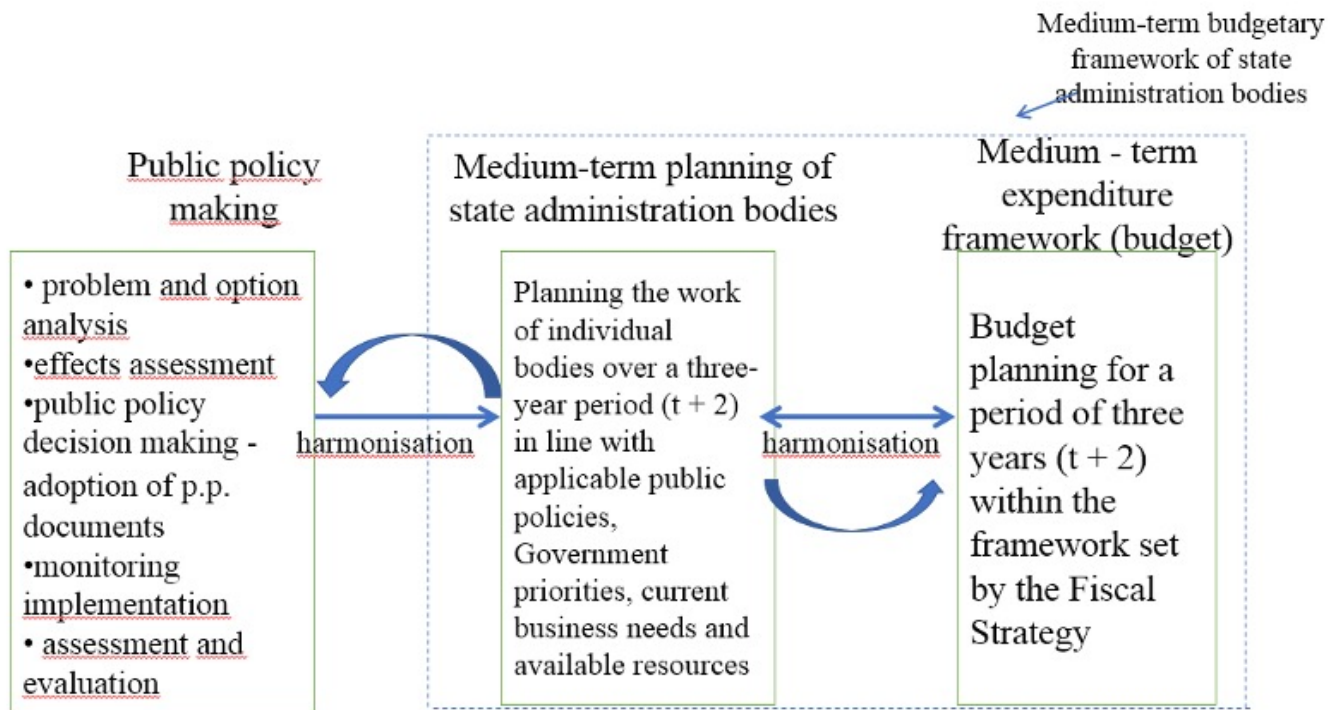 Medium-term budgetary
framework of state
administration bodies
Public policy
making
• problem and option
analysis
•effects assessment
•public policy
decision making -
adoption of p.p.
documents
•monitoring
implementation
• assessment and
evaluation
harmonisation
Medium-term planning of
state administration bodies
Planning the work
of individual
bodies over a three-
year period (t + 2)
in line with
applicable public
policies,
Government
priorities, current
business needs and
available resources
harmonisation
Medium - term
expenditure
framework (budget)
Budget
planning for a
period of three
years (t + 2)
within the
framework set
by the Fiscal
Strategy